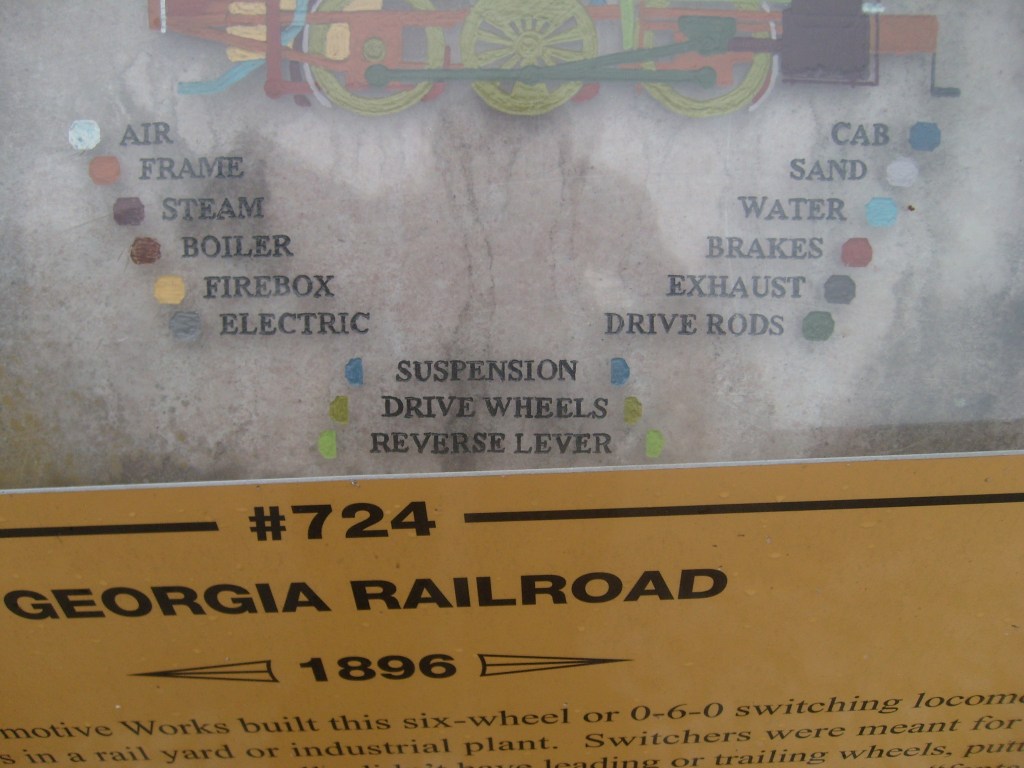 AIR
FRAME
STEAM
BOILER
FIREBOX
ELECTRIC
CAB
SAND
WATER
BRAKES
EXHAUST
DRIVE RODS
SUSPENSION
DRIVE WHEELS
REVERSE LEVER
#724
GEORGIA RAILROAD
1896
motive Works built this six-wheel or 0-6-0 switching locom
s in a rail yard or industrial plant. Switchers were meant for
have leading or trailing wheels, putt